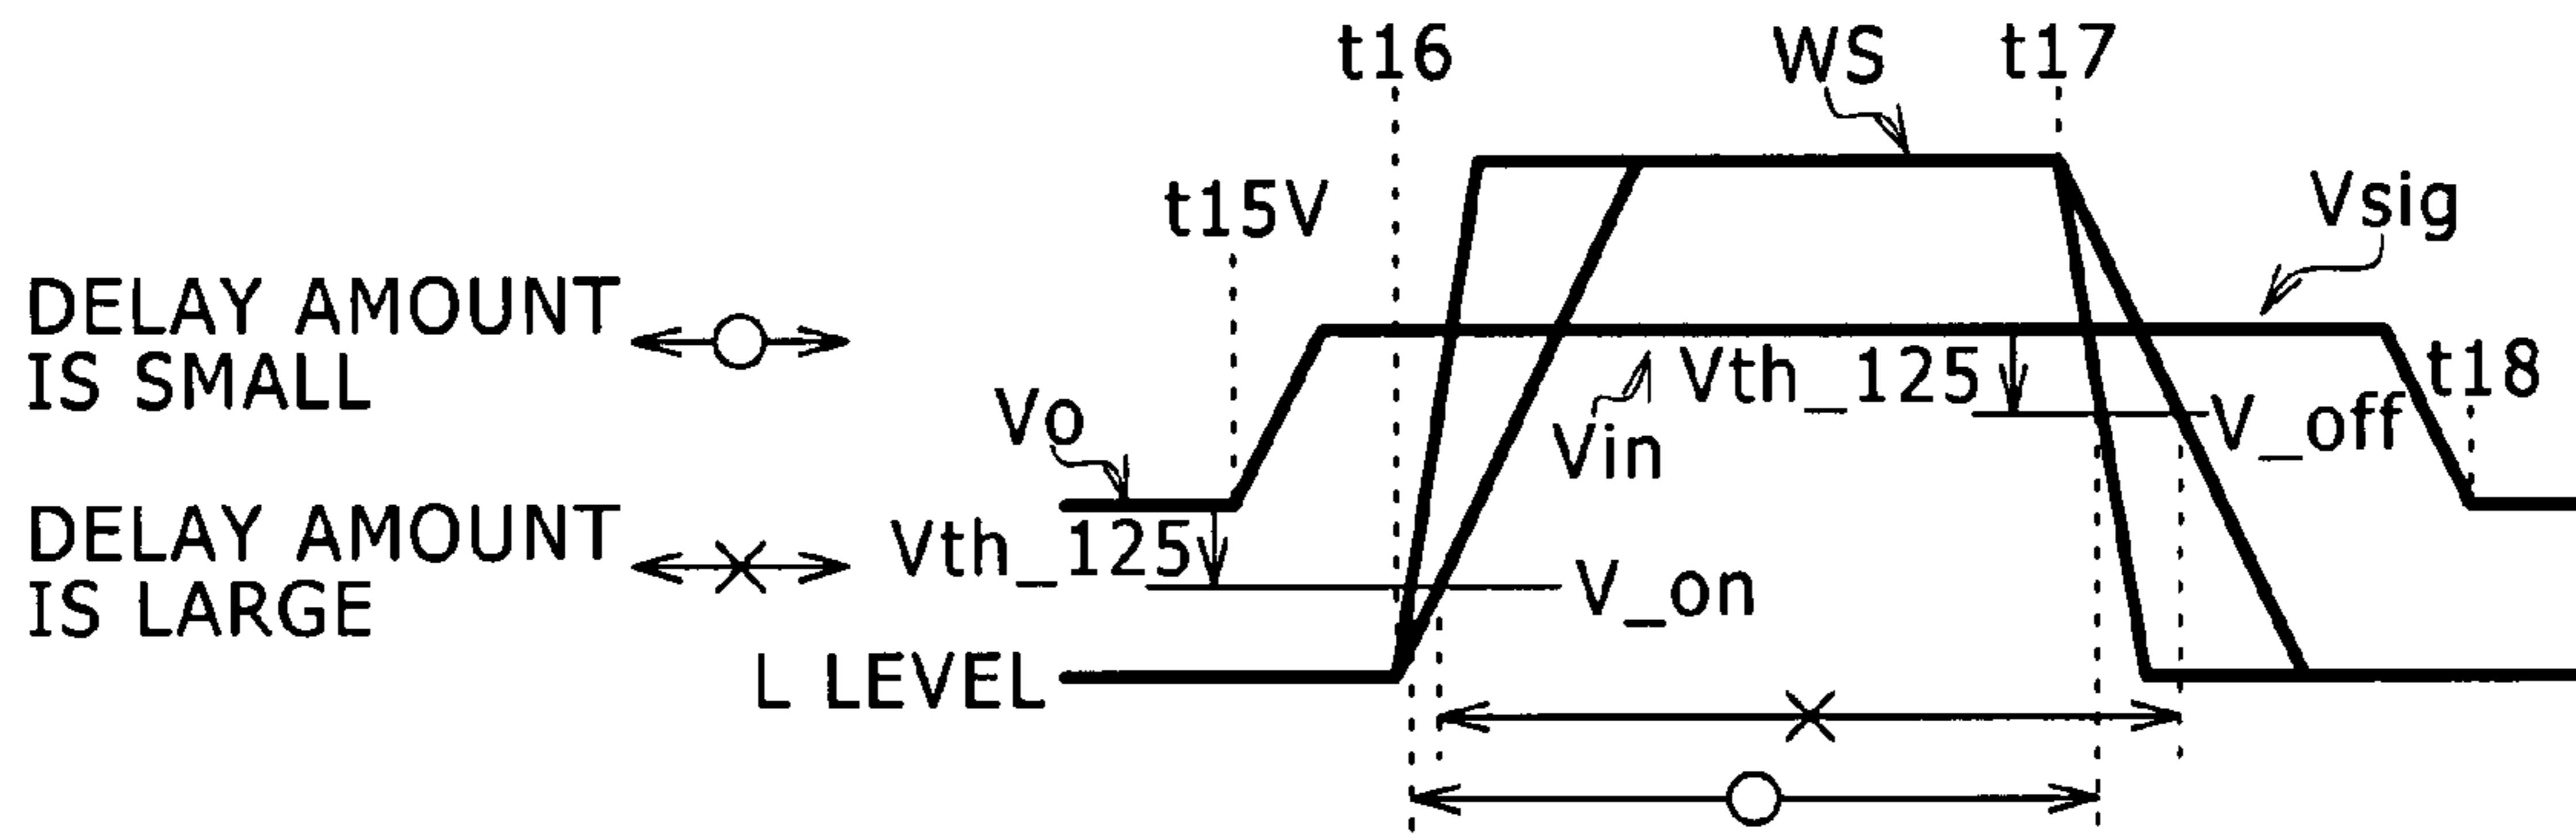 t16
WS
t17
t15V
Vsig
DELAY AMOUNT
IS SMALL
Vo
Vin
Vth_125
V_off
t18
DELAY AMOUNT
IS LARGE
Vth_125
V_on
L LEVEL